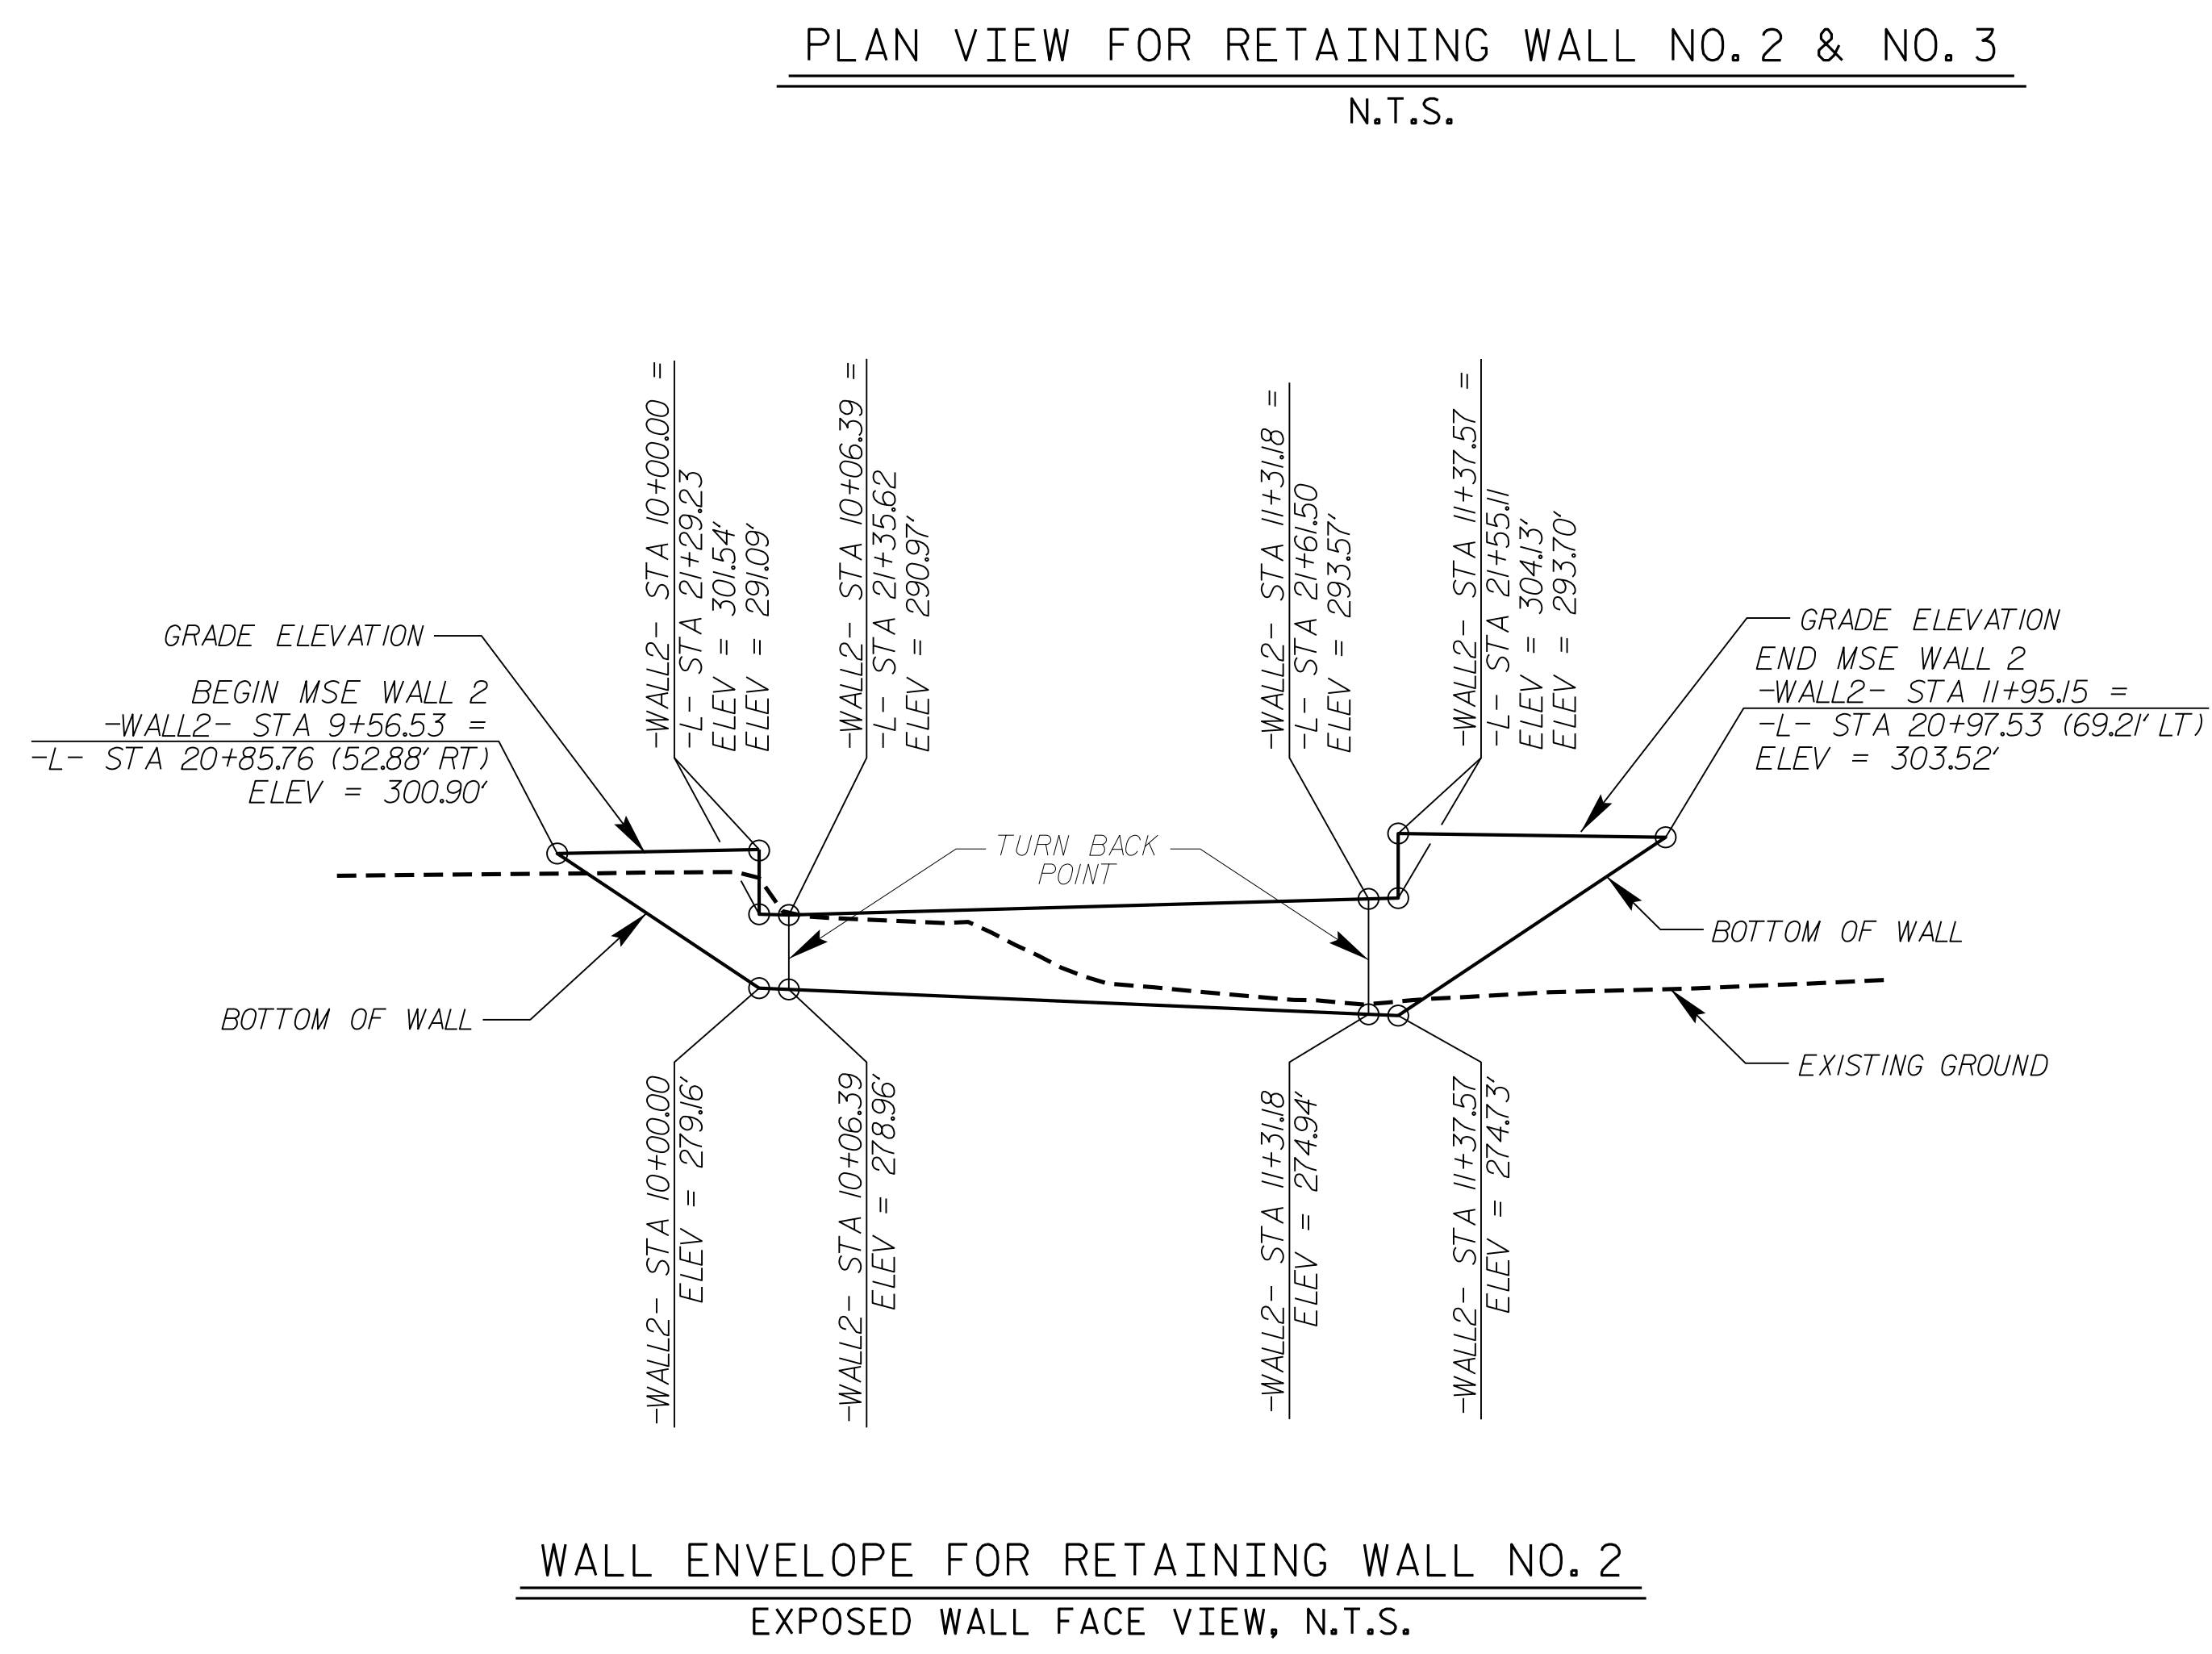 PLAN VIEW FOR RETAINING WALL NO. 2 & NO. 3
N.T.S.
-WALL2- STA 10+00.00 =
-L- STA 21+29.23
ELEV = 301.54'
ELEV = 291.09'
-WALL2- STA 10+06.39 =
-L- STA 21+35.62
ELEV = 290.97'
-WALL2- STA 11+31.18 =
-L- STA 21+61.50
ELEV = 293.57'
-WALL2- STA 11+37.57 =
-L- STA 21+55.11
ELEV = 304.13'
ELEV = 293.70'
GRADE ELEVATION
BEGIN MSE WALL 2
-WALL2- STA 9+56.53 =
-L- STA 20+85.76 (52.88' RT)
ELEV = 300.90'
GRADE ELEVATION
END MSE WALL 2
-WALL2- STA 11+95.15 =
-L- STA 20+97.53 (69.21' LT)
ELEV = 303.52'
TURN BACK
POINT
BOTTOM OF WALL
BOTTOM OF WALL
EXISTING GROUND
-WALL2- STA 10+00.00
ELEV = 279.16'
-WALL2- STA 10+06.39
ELEV = 278.96'
-WALL2- STA 11+31.18
ELEV = 274.94'
-WALL2- STA 11+37.57
ELEV = 274.73'
WALL ENVELOPE FOR RETAINING WALL NO. 2
EXPOSED WALL FACE VIEW, N.T.S.